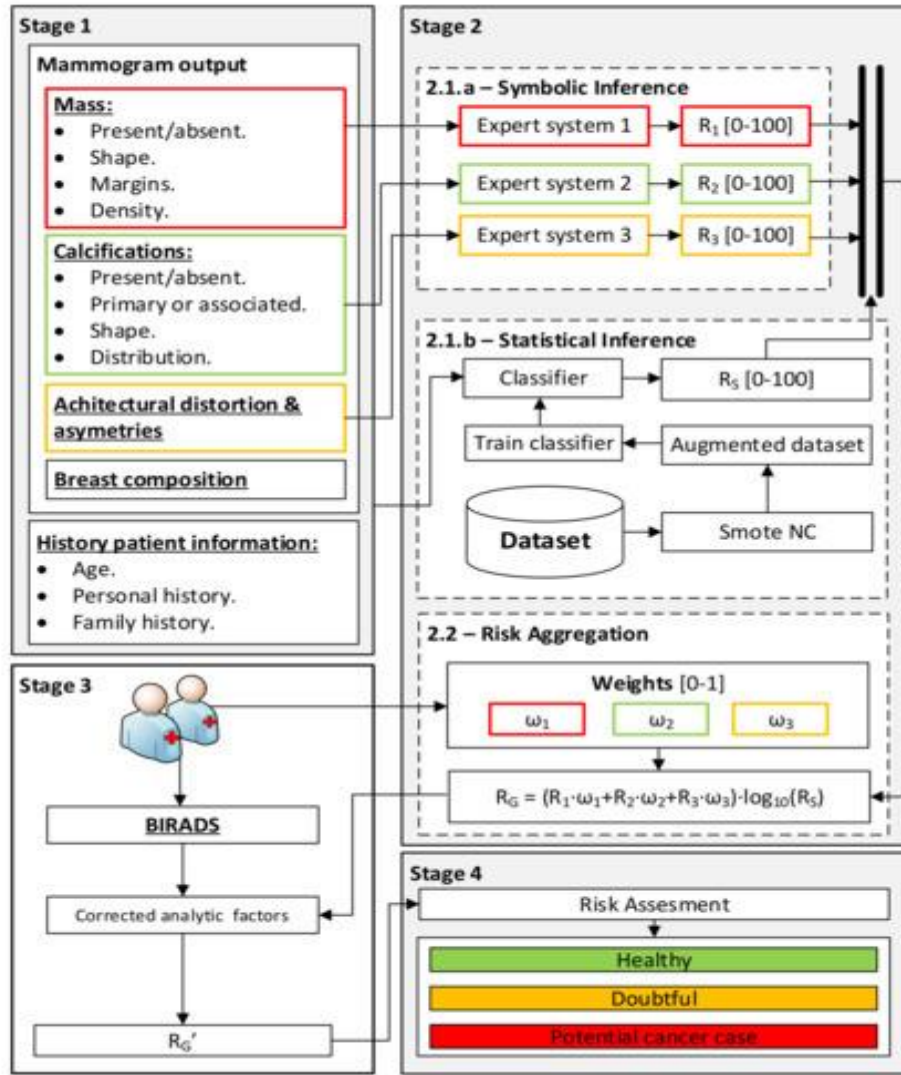 Stage 1
Mammogram output
Mass:
• Present/absent.
• Shape.
• Margins.
• Density.
Calcifications:
• Present/absent.
• Primary or associated.
• Shape.
• Distribution.
Achitectural distortion &
asymetries
Breast composition
History patient information:
• Age.
• Personal history.
• Family history.
Stage 2
2.1.a – Symbolic Inference
Expert system 1
R₁ [0-100]
Expert system 2
R₂ [0-100]
Expert system 3
R₃ [0-100]
2.1.b – Statistical Inference
Classifier
R_S [0-100]
Train classifier
Augmented dataset
Dataset
Smote NC
2.2 – Risk Aggregation
Weights [0-1]
ω₁
ω₂
ω₃
R_G = (R₁·ω₁+R₂·ω₂+R₃·ω₃)·log₁₀(R_S)
Stage 3
BIRADS
Corrected analytic factors
R_G'
Stage 4
Risk Assesment
Healthy
Doubtful
Potential cancer case